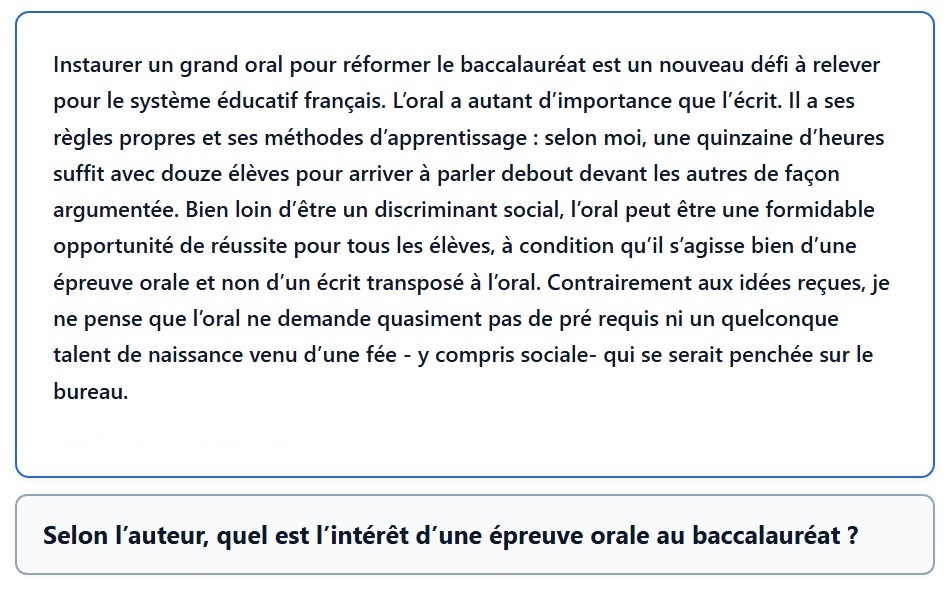 Instaurer un grand oral pour réformer le baccalauréat est un nouveau défi à relever
pour le système éducatif français. L’oral a autant d’importance que l’écrit. Il a ses
règles propres et ses méthodes d’apprentissage : selon moi, une quinzaine d’heures
suffit avec douze élèves pour arriver à parler debout devant les autres de façon
argumentée. Bien loin d’être un discriminant social, l’oral peut être une formidable
opportunité de réussite pour tous les élèves, à condition qu’il s’agisse bien d’une
épreuve orale et non d’un écrit transposé à l’oral. Contrairement aux idées reçues, je
ne pense que l’oral ne demande quasiment pas de pré requis ni un quelconque
talent de naissance venu d’une fée - y compris sociale- qui se serait penchée sur le
bureau.
Selon l’auteur, quel est l’intérêt d’une épreuve orale au baccalauréat ?